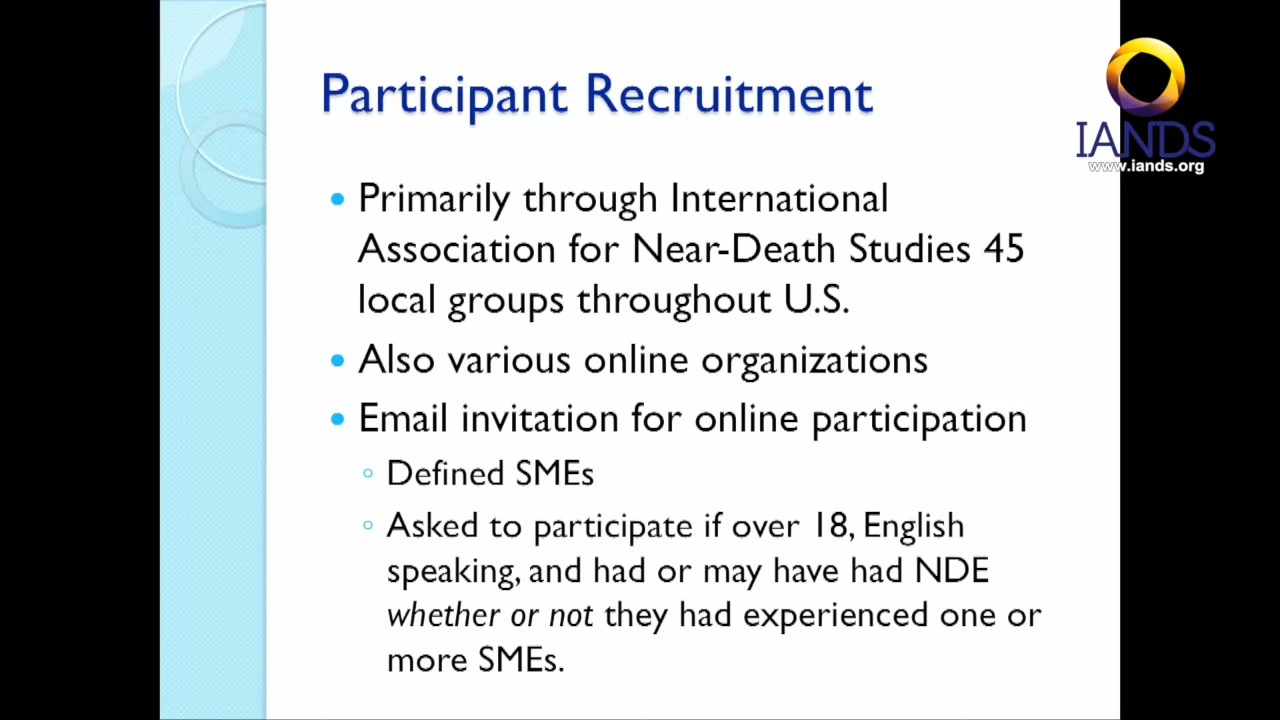 Participant Recruitment
IANDS
www.iands.org
• Primarily through International
Association for Near-Death Studies 45
local groups throughout U.S.
• Also various online organizations
• Email invitation for online participation
◦ Defined SMEs
◦ Asked to participate if over 18, English
speaking, and had or may have had NDE
whether or not they had experienced one or
more SMEs.